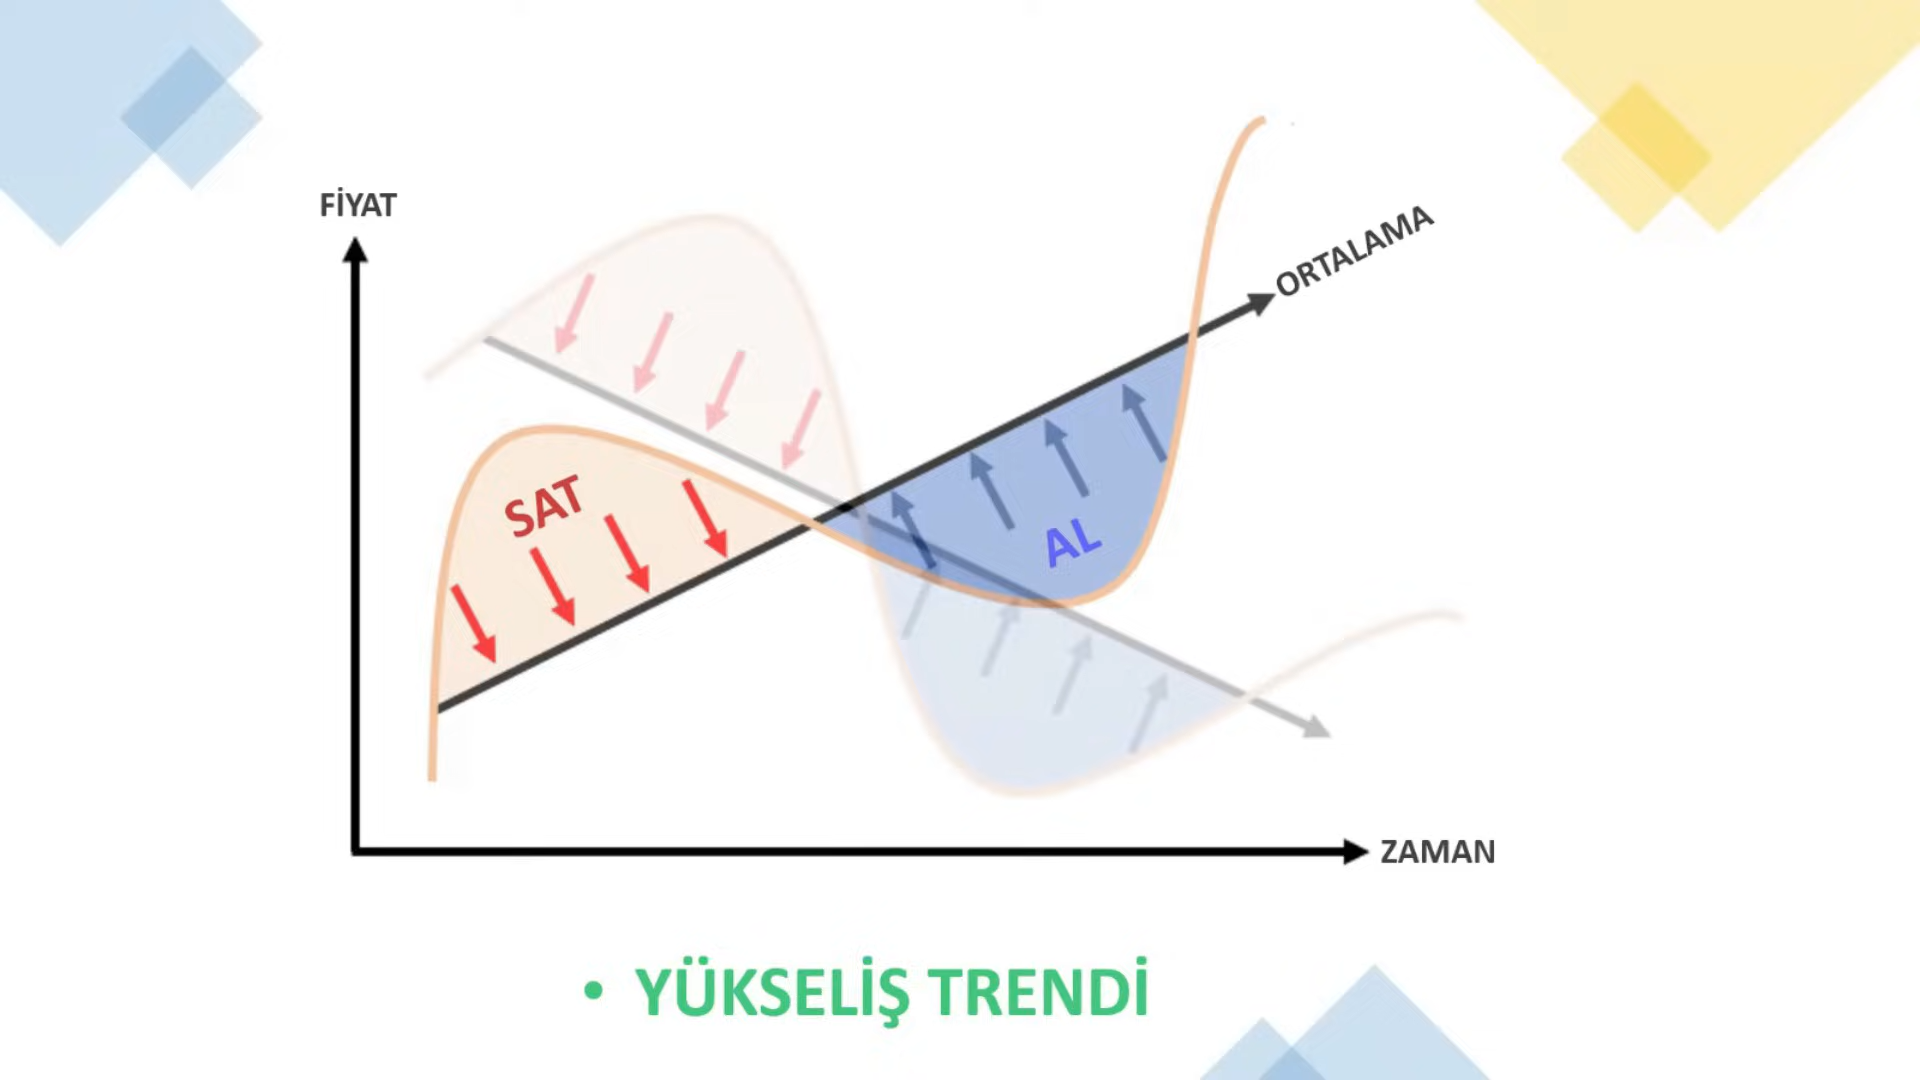 FİYAT
ORTALAMA
SAT
AL
ZAMAN
• YÜKSELİŞ TRENDİ